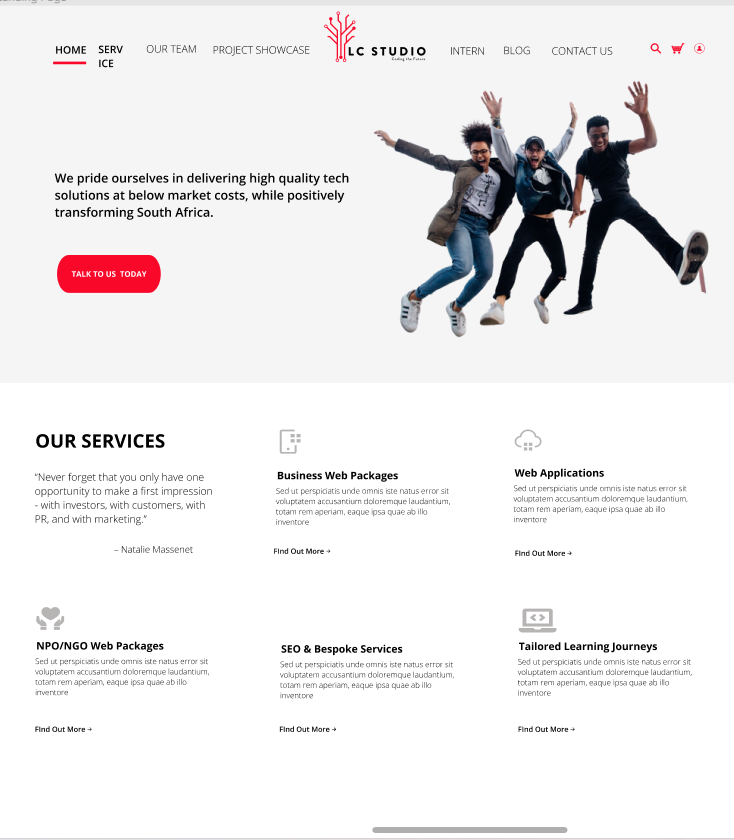 HOME
SERV
ICE
OUR TEAM
PROJECT SHOWCASE
LC STUDIO
Coding the Future
INTERN
BLOG
CONTACT US
We pride ourselves in delivering high quality tech
solutions at below market costs, while positively
transforming South Africa.
TALK TO US TODAY
OUR SERVICES
“Never forget that you only have one
opportunity to make a first impression
- with investors, with customers, with
PR, and with marketing.”
– Natalie Massenet
Business Web Packages
Sed ut perspiciatis unde omnis iste natus error sit
voluptatem accusantium doloremque laudantium,
totam rem aperiam, eaque ipsa quae ab illo
inventore
FInd Out More →
Web Applications
Sed ut perspiciatis unde omnis iste natus error sit
voluptatem accusantium doloremque laudantium,
totam rem aperiam, eaque ipsa quae ab illo
inventore
FInd Out More →
NPO/NGO Web Packages
Sed ut perspiciatis unde omnis iste natus error sit
voluptatem accusantium doloremque laudantium,
totam rem aperiam, eaque ipsa quae ab illo
inventore
FInd Out More →
SEO & Bespoke Services
Sed ut perspiciatis unde omnis iste natus error sit
voluptatem accusantium doloremque laudantium,
totam rem aperiam, eaque ipsa quae ab illo
inventore
FInd Out More →
Tailored Learning Journeys
Sed ut perspiciatis unde omnis iste natus error sit
voluptatem accusantium doloremque laudantium,
totam rem aperiam, eaque ipsa quae ab illo
inventore
FInd Out More →